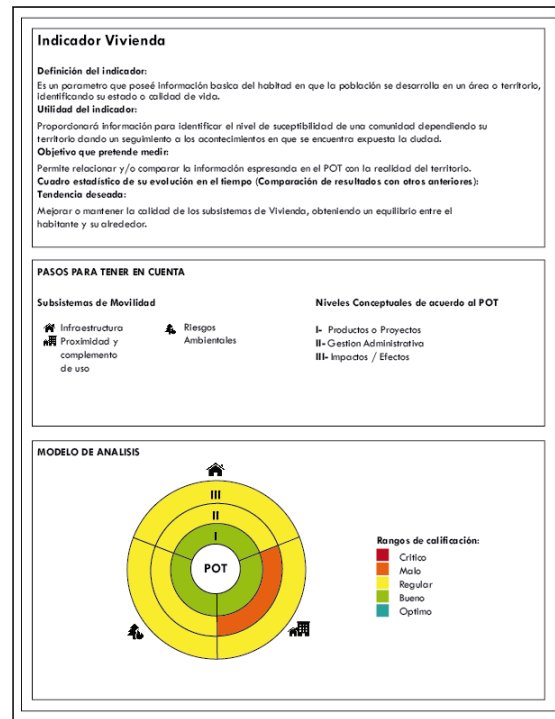 Indicador Vivienda
Definición del indicador:
Es un parametro que poseé información basica del habitad en que la población se desarrolla en un área o territorio,
identificando su estado o calidad de vida.
Utilidad del indicador:
Proporcionará información para identificar el nivel de suceptibilidad de una comunidad dependiendo su
territorio dando un seguimiento a los acontecimientos en que se encuentra expuesta la ciudad.
Objetivo que pretende medir:
Permite relacionar y/o comparar la información espresanda en el POT con la realidad del territorio.
Cuadro estadístico de su evolución en el tiempo (Comparación de resultados con otros anteriores):
Tendencia deseada:
Mejorar o mantener la calidad de los subsistemas de Vivienda, obteniendo un equilibrio entre el
habitante y su alrededor.
PASOS PARA TENER EN CUENTA
Subsistemas de Movilidad
Infraestructura
Proximidad y
complemento
de uso
Riesgos
Ambientales
Niveles Conceptuales de acuerdo al POT
I- Productos o Proyectos
II- Gestion Administrativa
III- Impactos / Efectos
MODELO DE ANALISIS
III
II
I
POT
Rangos de calificación:
Critico
Malo
Regular
Bueno
Optimo